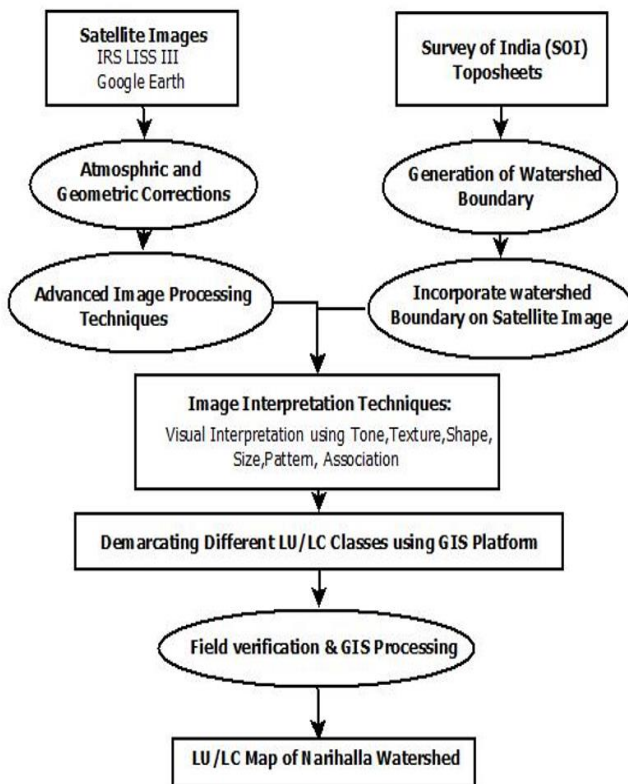 Satellite Images
IRS LISS III
Google Earth
Survey of India (SOI)
Toposheets
Atmosphric and
Geometric Corrections
Generation of Watershed
Boundary
Advanced Image Processing
Techniques
Incorporate watershed
Boundary on Satellite Image
Image Interpretation Techniques:
Visual Interpretation using Tone,Texture,Shape,
Size,Pattern, Association
Demarcating Different LU/LC Classes using GIS Platform
Field verification & GIS Processing
LU/LC Map of Narihalla Watershed